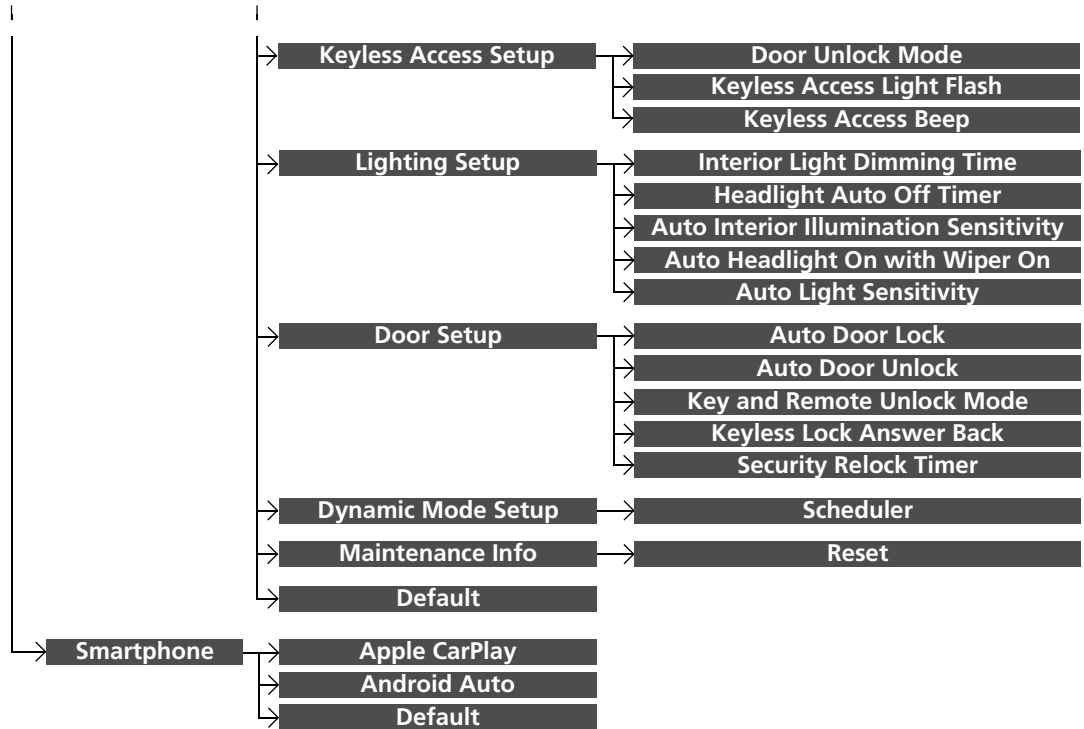 Keyless Access Setup
Door Unlock Mode
Keyless Access Light Flash
Keyless Access Beep
Lighting Setup
Interior Light Dimming Time
Headlight Auto Off Timer
Auto Interior Illumination Sensitivity
Auto Headlight On with Wiper On
Auto Light Sensitivity
Door Setup
Auto Door Lock
Auto Door Unlock
Key and Remote Unlock Mode
Keyless Lock Answer Back
Security Relock Timer
Dynamic Mode Setup
Scheduler
Maintenance Info
Reset
Default
Smartphone
Apple CarPlay
Android Auto
Default